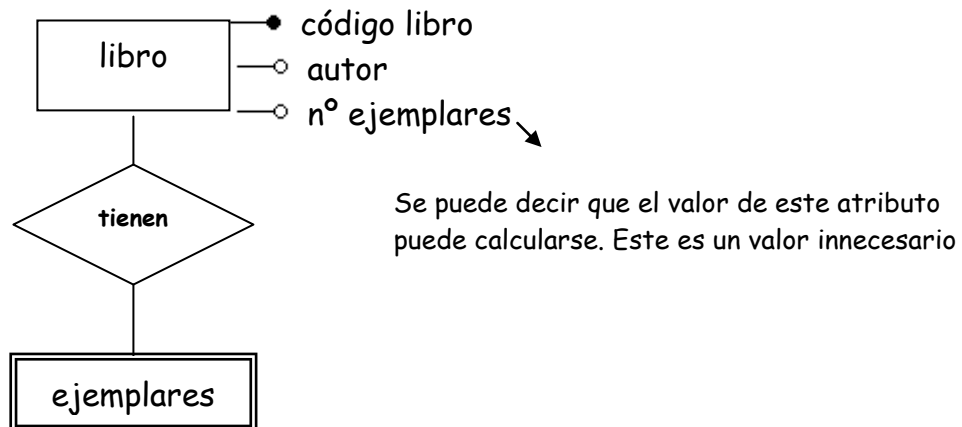 libro
código libro
autor
nº ejemplares
tienen
Se puede decir que el valor de este atributo
puede calcularse. Este es un valor innecesario
ejemplares